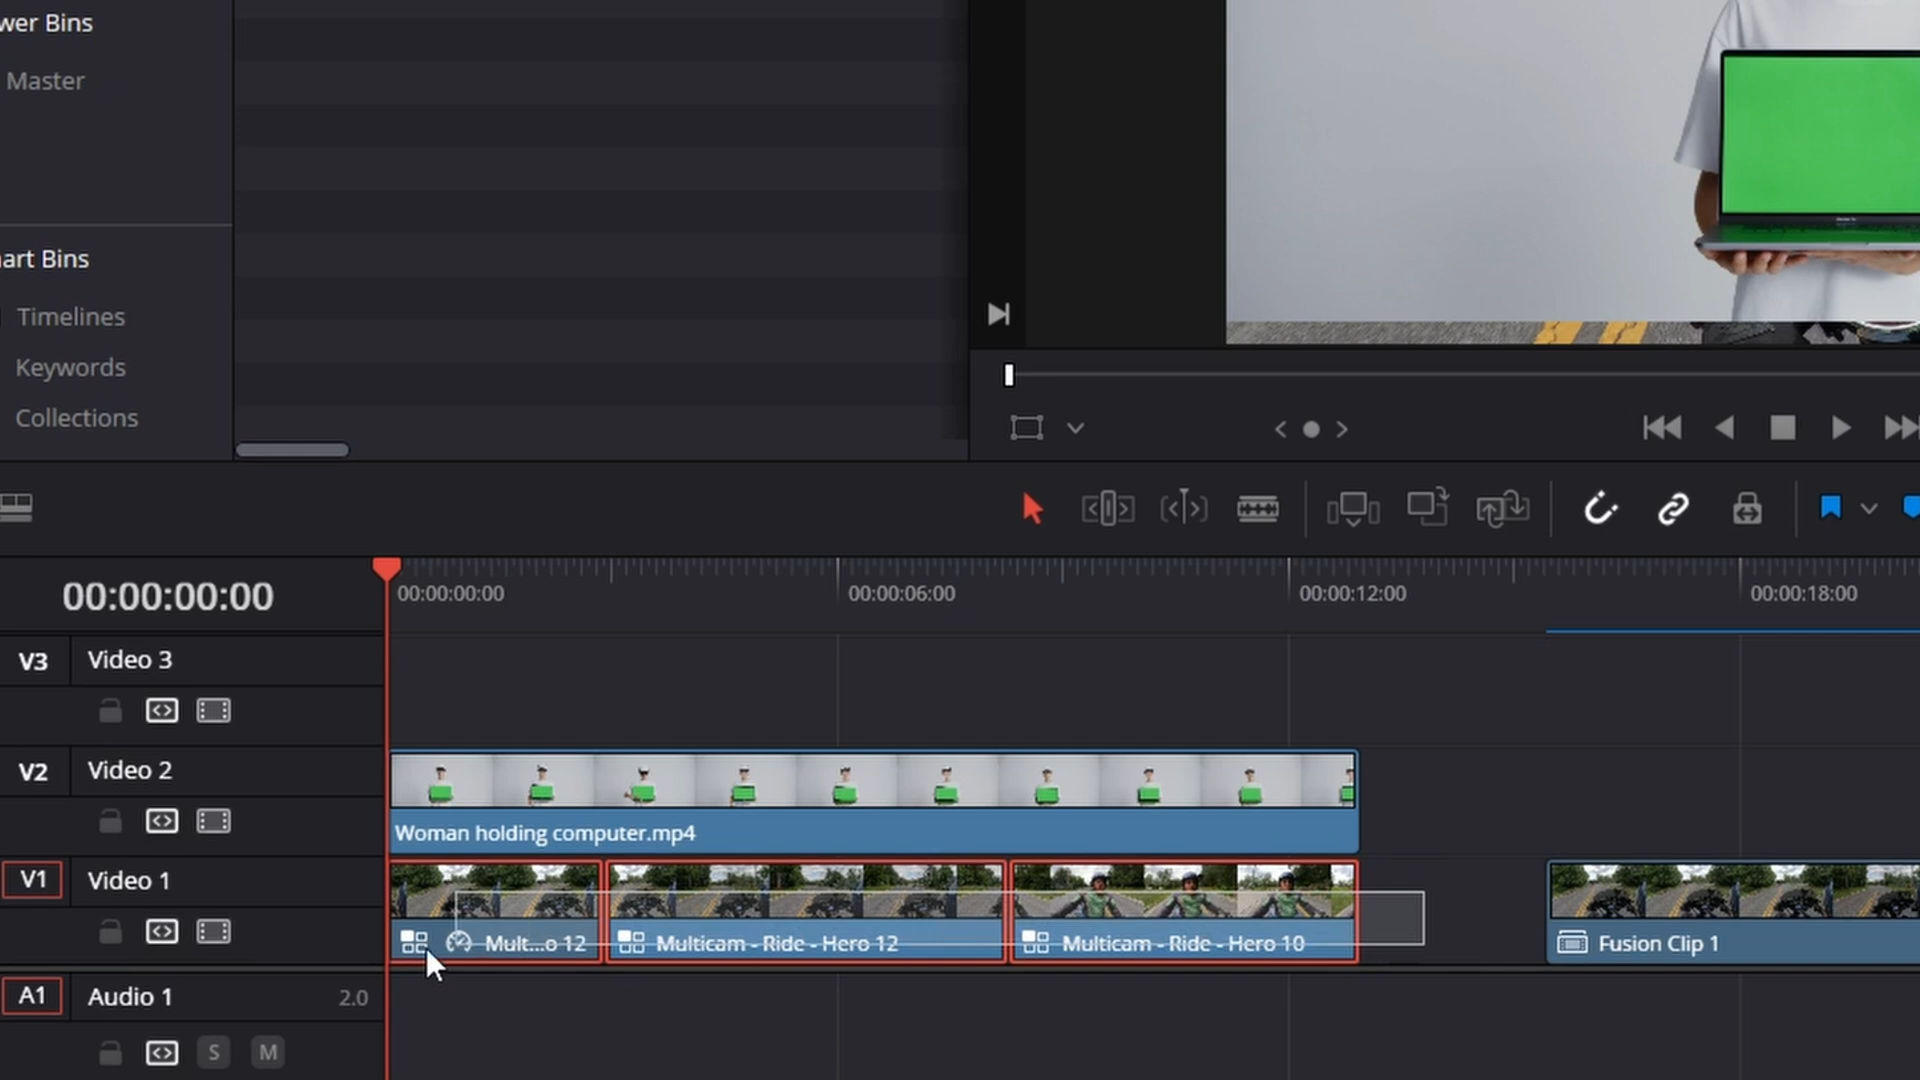 wer Bins
Master
art Bins
Timelines
Keywords
Collections
00:00:00:00
00:00:00:00
00:00:06:00
00:00:12:00
00:00:18:00
V3 Video 3
V2 Video 2
Woman holding computer.mp4
V1 Video 1
Mult...o 12
Multicam - Ride - Hero 12
Multicam - Ride - Hero 10
Fusion Clip 1
A1 Audio 1 2.0
S M